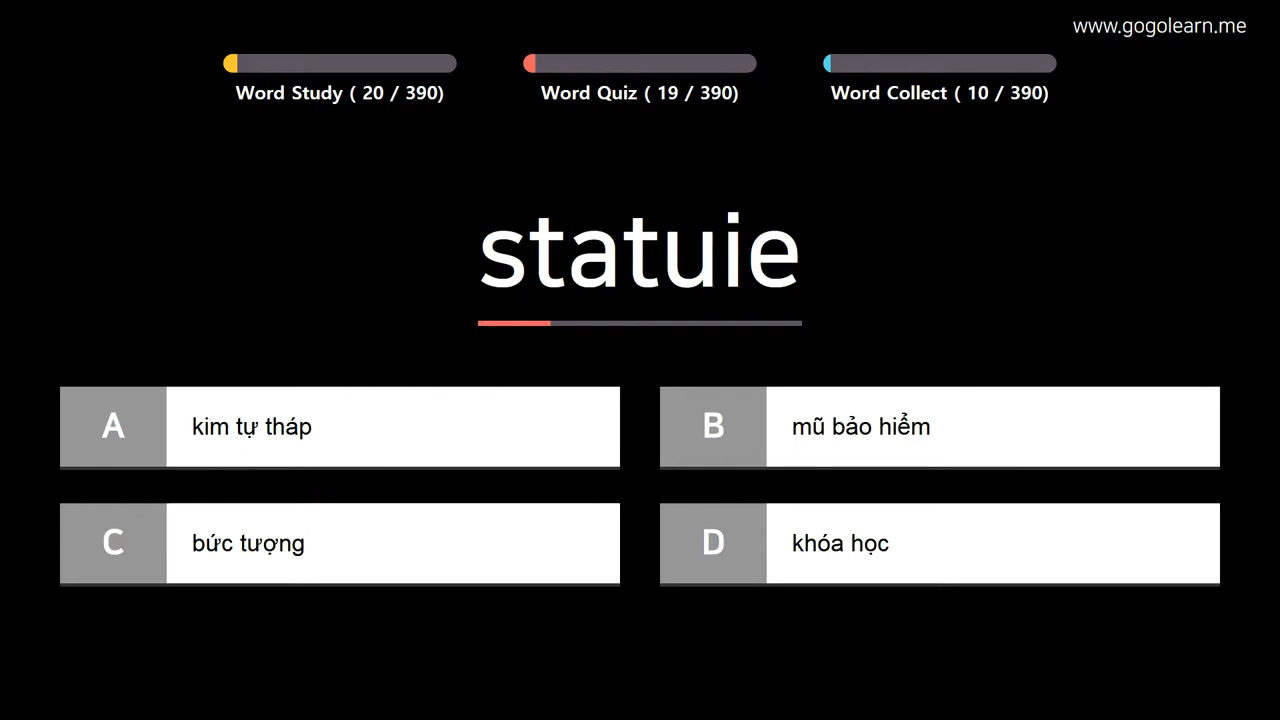 www.gogolearn.me
Word Study ( 20 / 390)
Word Quiz ( 19 / 390)
Word Collect ( 10 / 390)
statuie
A kim tự tháp
B mũ bảo hiểm
C bức tượng
D khóa học